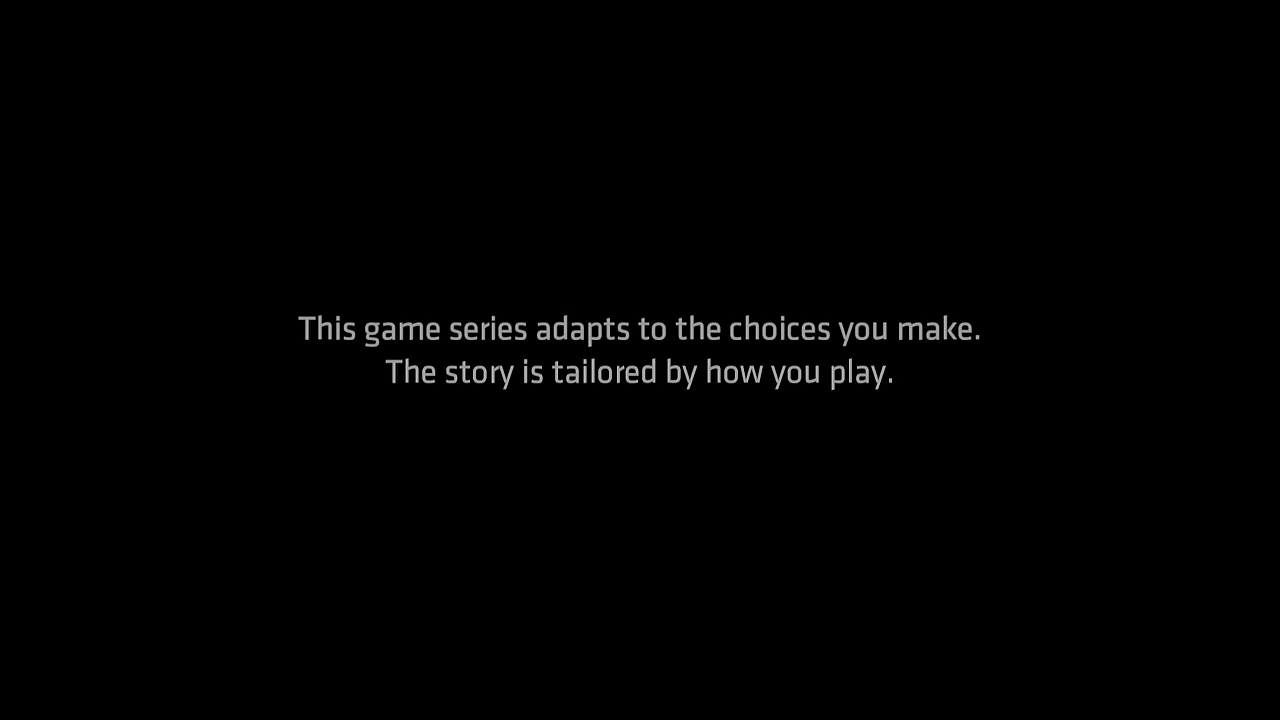 This game series adapts to the choices you make.
The story is tailored by how you play.